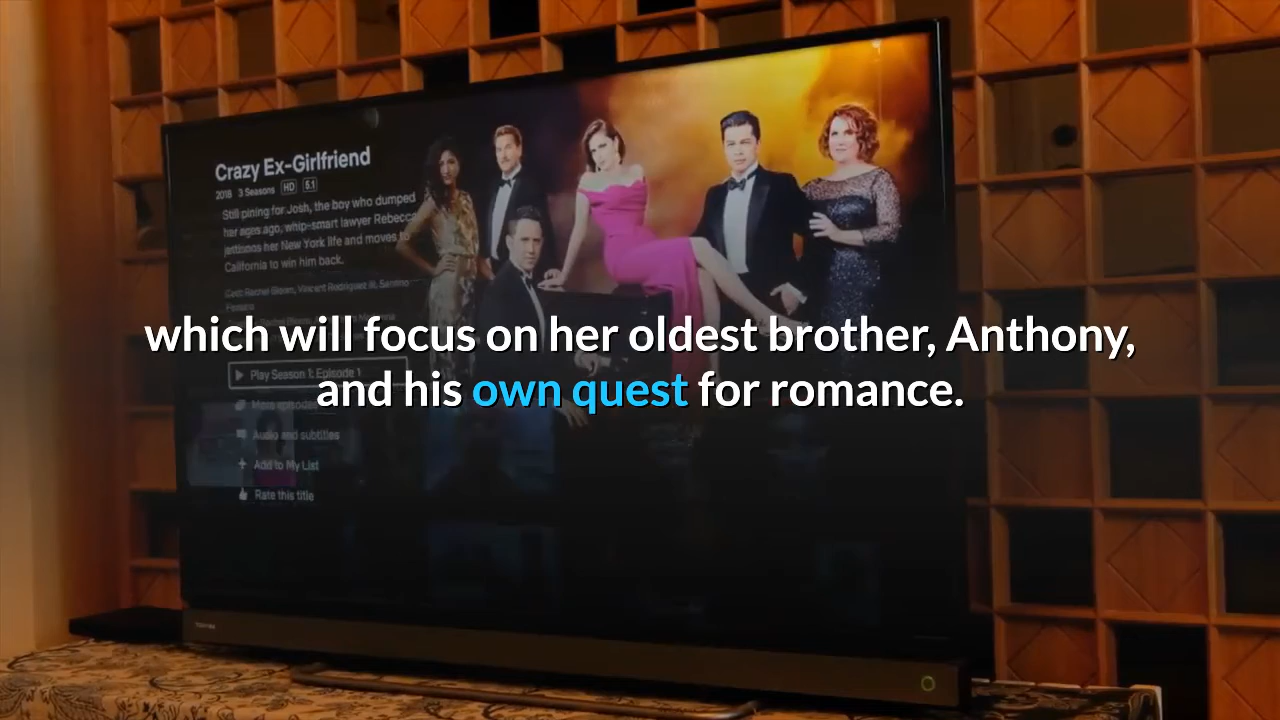 Crazy Ex-Girlfriend
2018 3 Seasons HD 5.1
Still pining for Josh, the boy who dumped
her ages ago, whip-smart lawyer Rebecca
jettisons her New York life and moves to
California to win him back.
which will focus on her oldest brother, Anthony,
and his own quest for romance.
Play Season 1: Episode 1
More episodes
Audio and subtitles
Add to My List
Rate this title
TOSHIBA